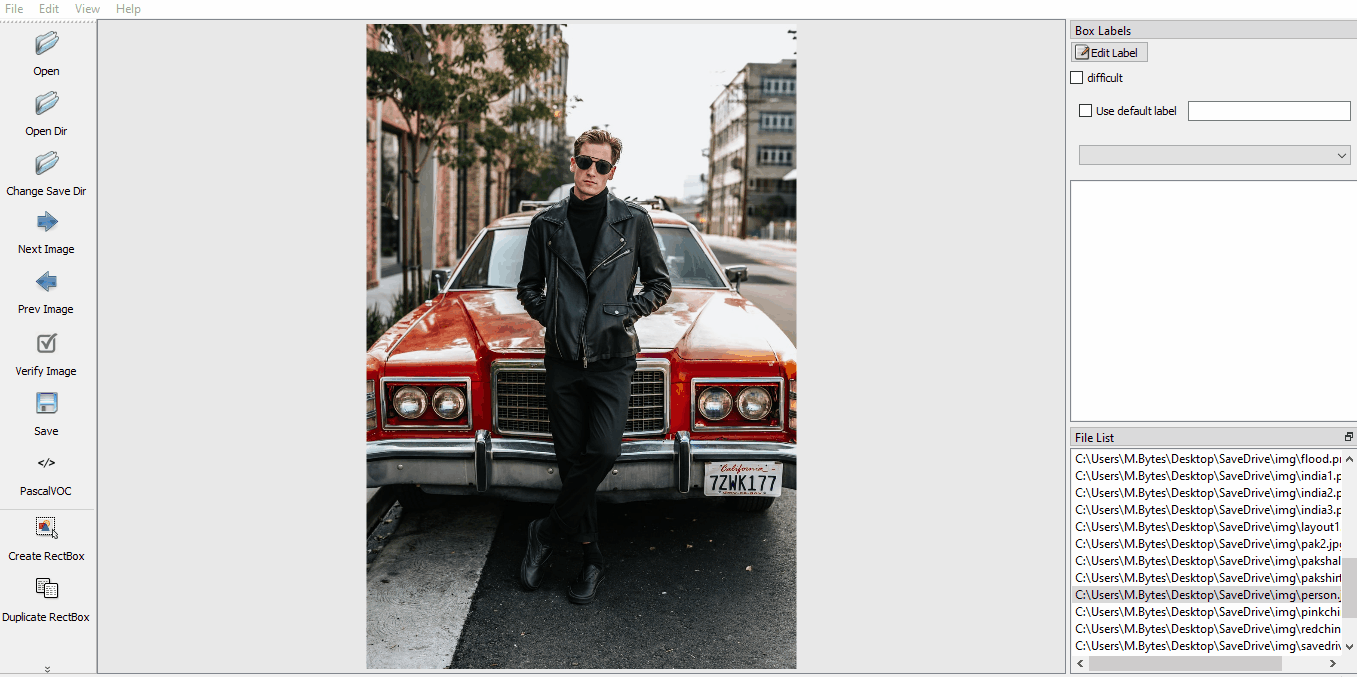 File Edit View Help
Open
Open Dir
Change Save Dir
Next Image
Prev Image
Verify Image
Save
</>
PascalVOC
Create RectBox
Duplicate RectBox
California
7ZWK177
Box Labels
Edit Label
difficult
Use default label
File List
C:\Users\M.Bytes\Desktop\SaveDrive\img\flood.pr
C:\Users\M.Bytes\Desktop\SaveDrive\img\india1.p
C:\Users\M.Bytes\Desktop\SaveDrive\img\india2.p
C:\Users\M.Bytes\Desktop\SaveDrive\img\india3.p
C:\Users\M.Bytes\Desktop\SaveDrive\img\layout1
C:\Users\M.Bytes\Desktop\SaveDrive\img\pak2.jpg
C:\Users\M.Bytes\Desktop\SaveDrive\img\pakshal
C:\Users\M.Bytes\Desktop\SaveDrive\img\pakshirt
C:\Users\M.Bytes\Desktop\SaveDrive\img\person.j
C:\Users\M.Bytes\Desktop\SaveDrive\img\pinkchi
C:\Users\M.Bytes\Desktop\SaveDrive\img\redchin
C:\Users\M.Bytes\Desktop\SaveDrive\img\savedriv